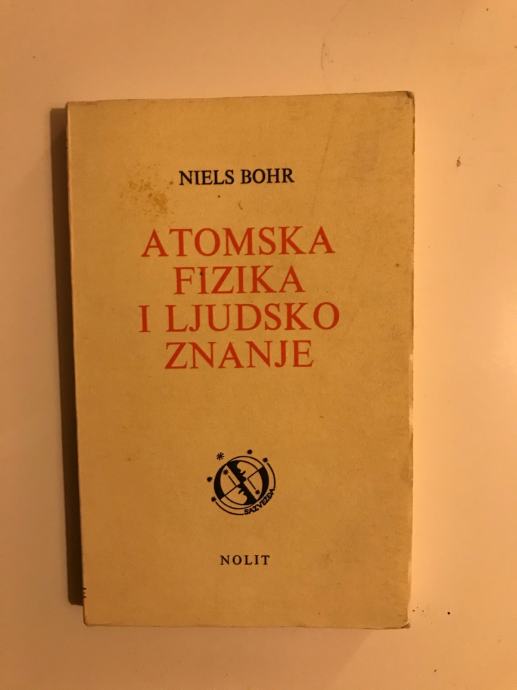 NIELS BOHR
ATOMSKA
FIZIKA
I LJUDSKO
ZNANJE
SAZVEŽĐA
NOLIT